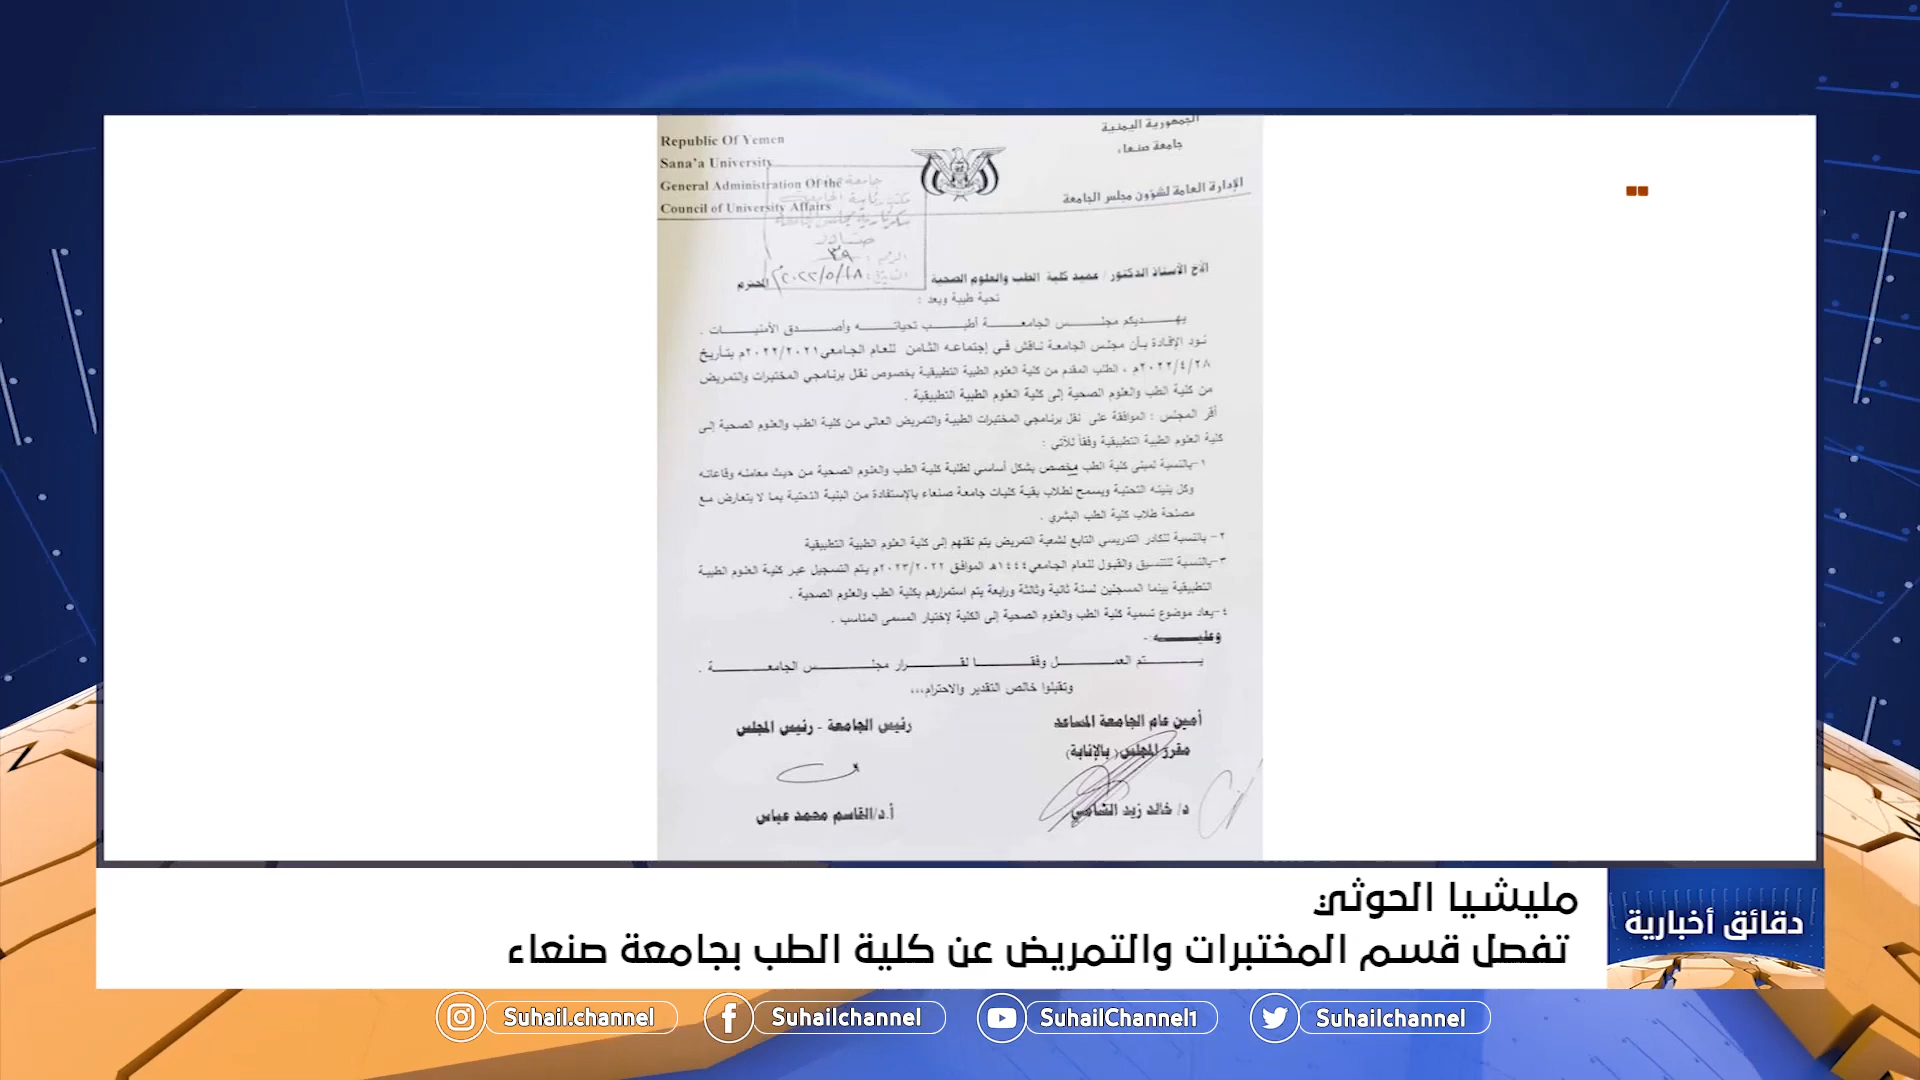 Republic Of Yemen
Sana'a University
General Administration Of the
Council of University Affairs
الجمهورية اليمنية
جامعة صنعاء
الإدارة العامة لشؤون مجلس الجامعة
صادر
الرقم : ٣٩
التاريخ : ٢٠٢٢/٥/١٨م
الأخ الأستاذ الدكتور / عميد كلية الطب والعلوم الصحية المحترم
تحية طيبة وبعد :
يهديكم مجلس الجامعة أطيب تحياته وأصدق الأمنيات .
نود الإفادة بأن مجلس الجامعة ناقش في إجتماعه الثامن للعام الجامعي ٢٠٢٢/٢٠٢١م بتأريخ
٢٠٢٢/٤/٢٨م ، الطلب المقدم من كلية العلوم الطبية التطبيقية بخصوص نقل برنامجي المختبرات والتمريض
من كلية الطب والعلوم الصحية إلى كلية العلوم الطبية التطبيقية .
أقر المجلس : الموافقة على نقل برنامجي المختبرات الطبية والتمريض العالي من كلية الطب والعلوم الصحية إلى
كلية العلوم الطبية التطبيقية وفقاً للآتي :
١-بالنسبة لمبنى كلية الطب مخصص بشكل أساسي لطلبة كلية الطب والعلوم الصحية من حيث معامله وقاعاته
وكل بنيته التحتية ويسمح لطلاب بقية كليات جامعة صنعاء بالإستفادة من البنية التحتية بما لا يتعارض مع
مصلحة طلاب كلية الطب البشري .
٢- بالنسبة للكادر التدريسي التابع لشعبة التمريض يتم نقلهم إلى كلية العلوم الطبية التطبيقية
٣-بالنسبة للتنسيق والقبول للعام الجامعي ١٤٤٤هـ الموافق ٢٠٢٣/٢٠٢٢م يتم التسجيل عبر كلية العلوم الطبية
التطبيقية بينما المسجلين لسنة ثانية وثالثة ورابعة يتم استمرارهم بكلية الطب والعلوم الصحية .
٤-يعاد موضوع تسمية كلية الطب والعلوم الصحية إلى الكلية لإختيار المسمى المناسب .
وعليه :-
يتم العمل وفقا لقرار مجلس الجامعة .
وتقبلوا خالص التقدير والاحترام،،،
أمين عام الجامعة المساعد
مقرر المجلس (بالإنابة)
د/ خالد زيد الشامي
رئيس الجامعة - رئيس المجلس
أ.د/القاسم محمد عباس
مليشيا الحوثي
تفصل قسم المختبرات والتمريض عن كلية الطب بجامعة صنعاء
دقائق أخبارية
Suhail.channel
Suhailchannel
SuhailChannel1
Suhailchannel